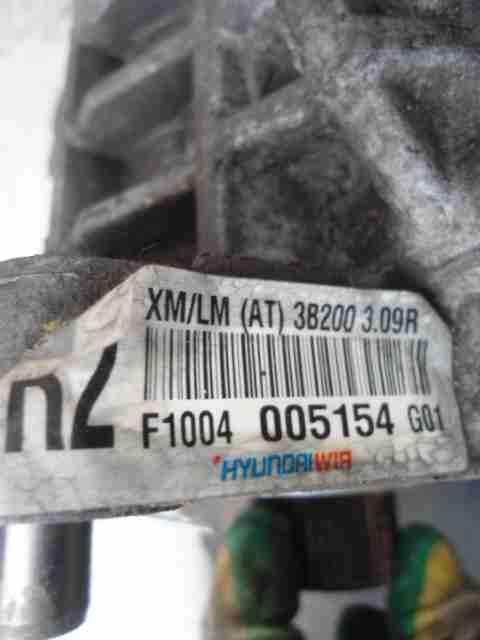 XM/LM (AT) 3B200 3.09R
F1004 005154 G01
HYUNDAI WIA